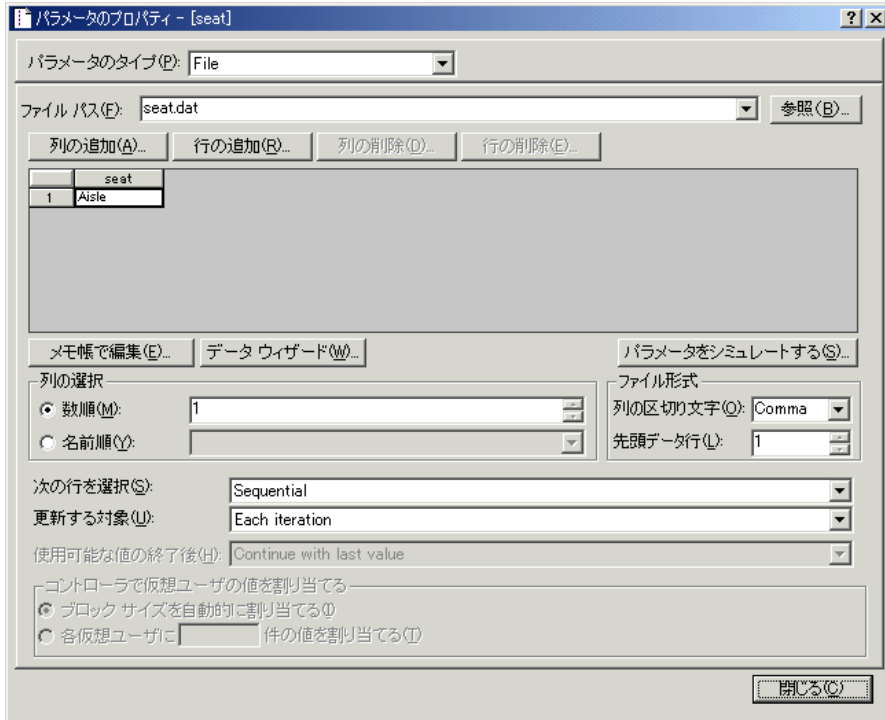 パラメータのプロパティ - [seat]
パラメータのタイプ(P): File
ファイル パス(F): seat.dat 参照(B)...
列の追加(A)... 行の追加(R)... 列の削除(D)... 行の削除(E)...
seat
1 Aisle
メモ帳で編集(E)... データ ウィザード(W)... パラメータをシミュレートする(S)...
列の選択 ファイル形式
数順(M): 1 列の区切り文字(O): Comma
名前順(Y): 先頭データ行(L): 1
次の行を選択(S): Sequential
更新する対象(U): Each iteration
使用可能な値の終了後(H): Continue with last value
コントローラで仮想ユーザの値を割り当てる
ブロック サイズを自動的に割り当てる(I)
各仮想ユーザに 件の値を割り当てる(T)
閉じる(C)